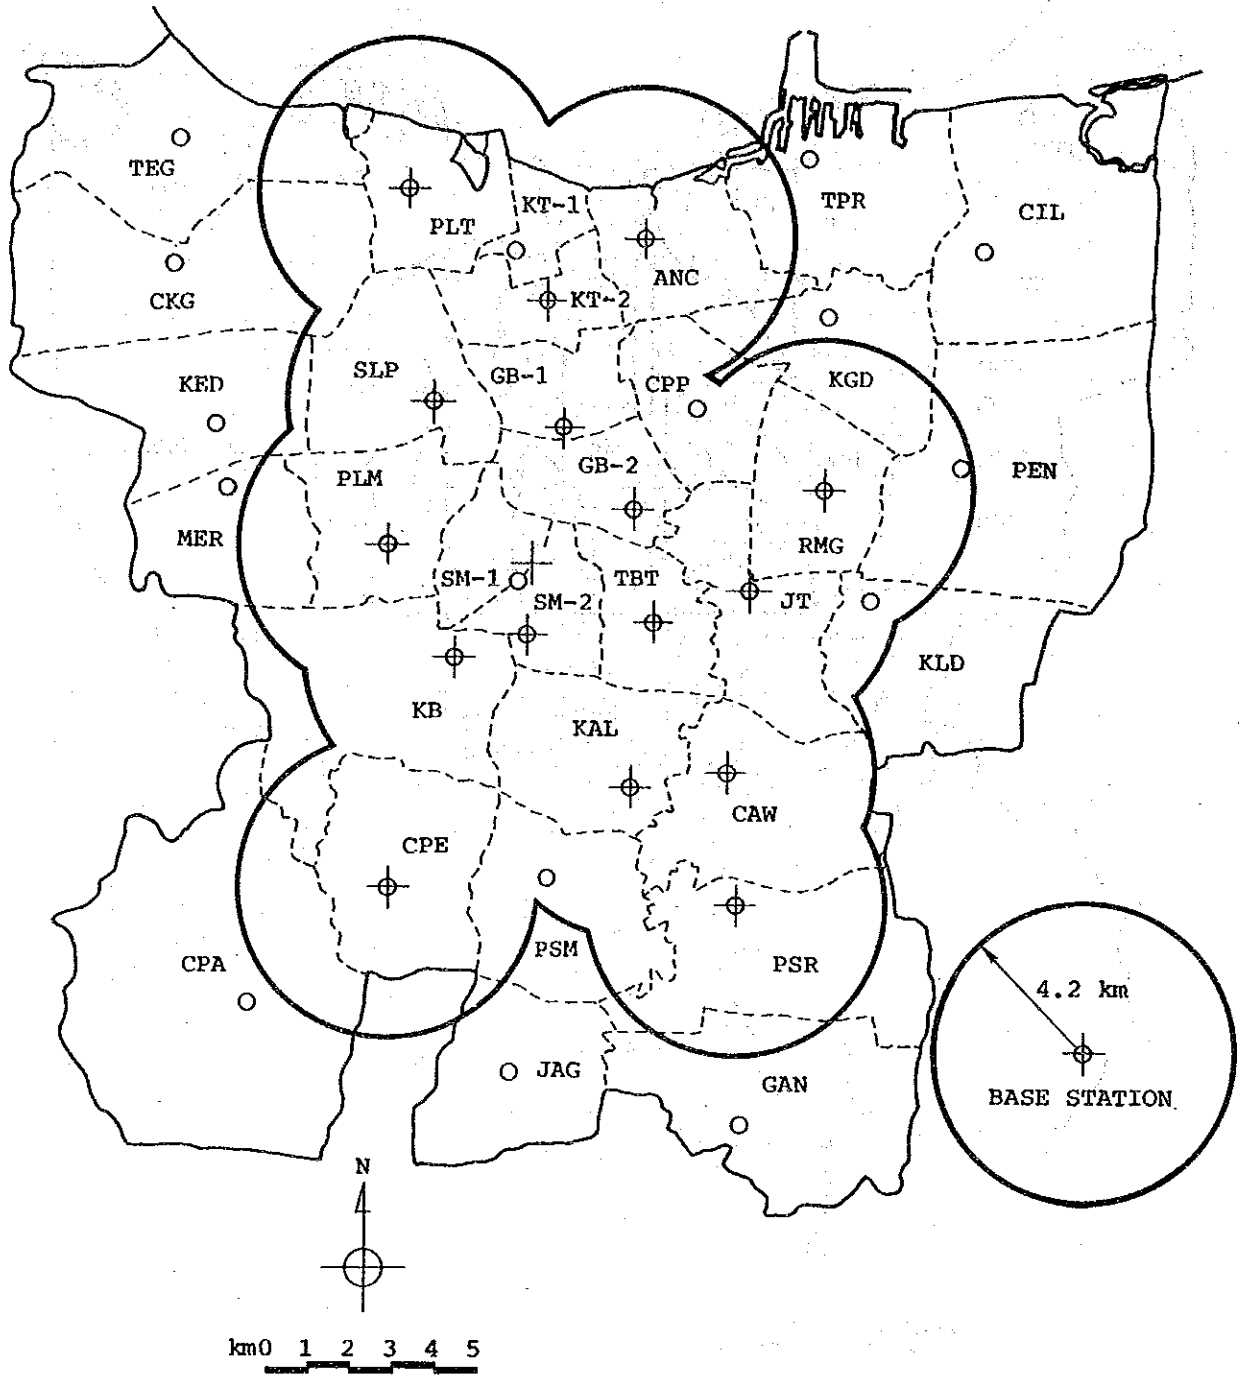 TEG
PLT
KT-1
TPR
CIL
CKG
KT-2
ANC
KED
SLP
GB-1
CPP
KGD
PLM
GB-2
PEN
MER
RMG
SM-1
TBT
SM-2
JT
KLD
KB
KAL
CAW
CPE
PSM
CPA
PSR
4.2 km
JAG
GAN
BASE STATION
N
km0 1 2 3 4 5